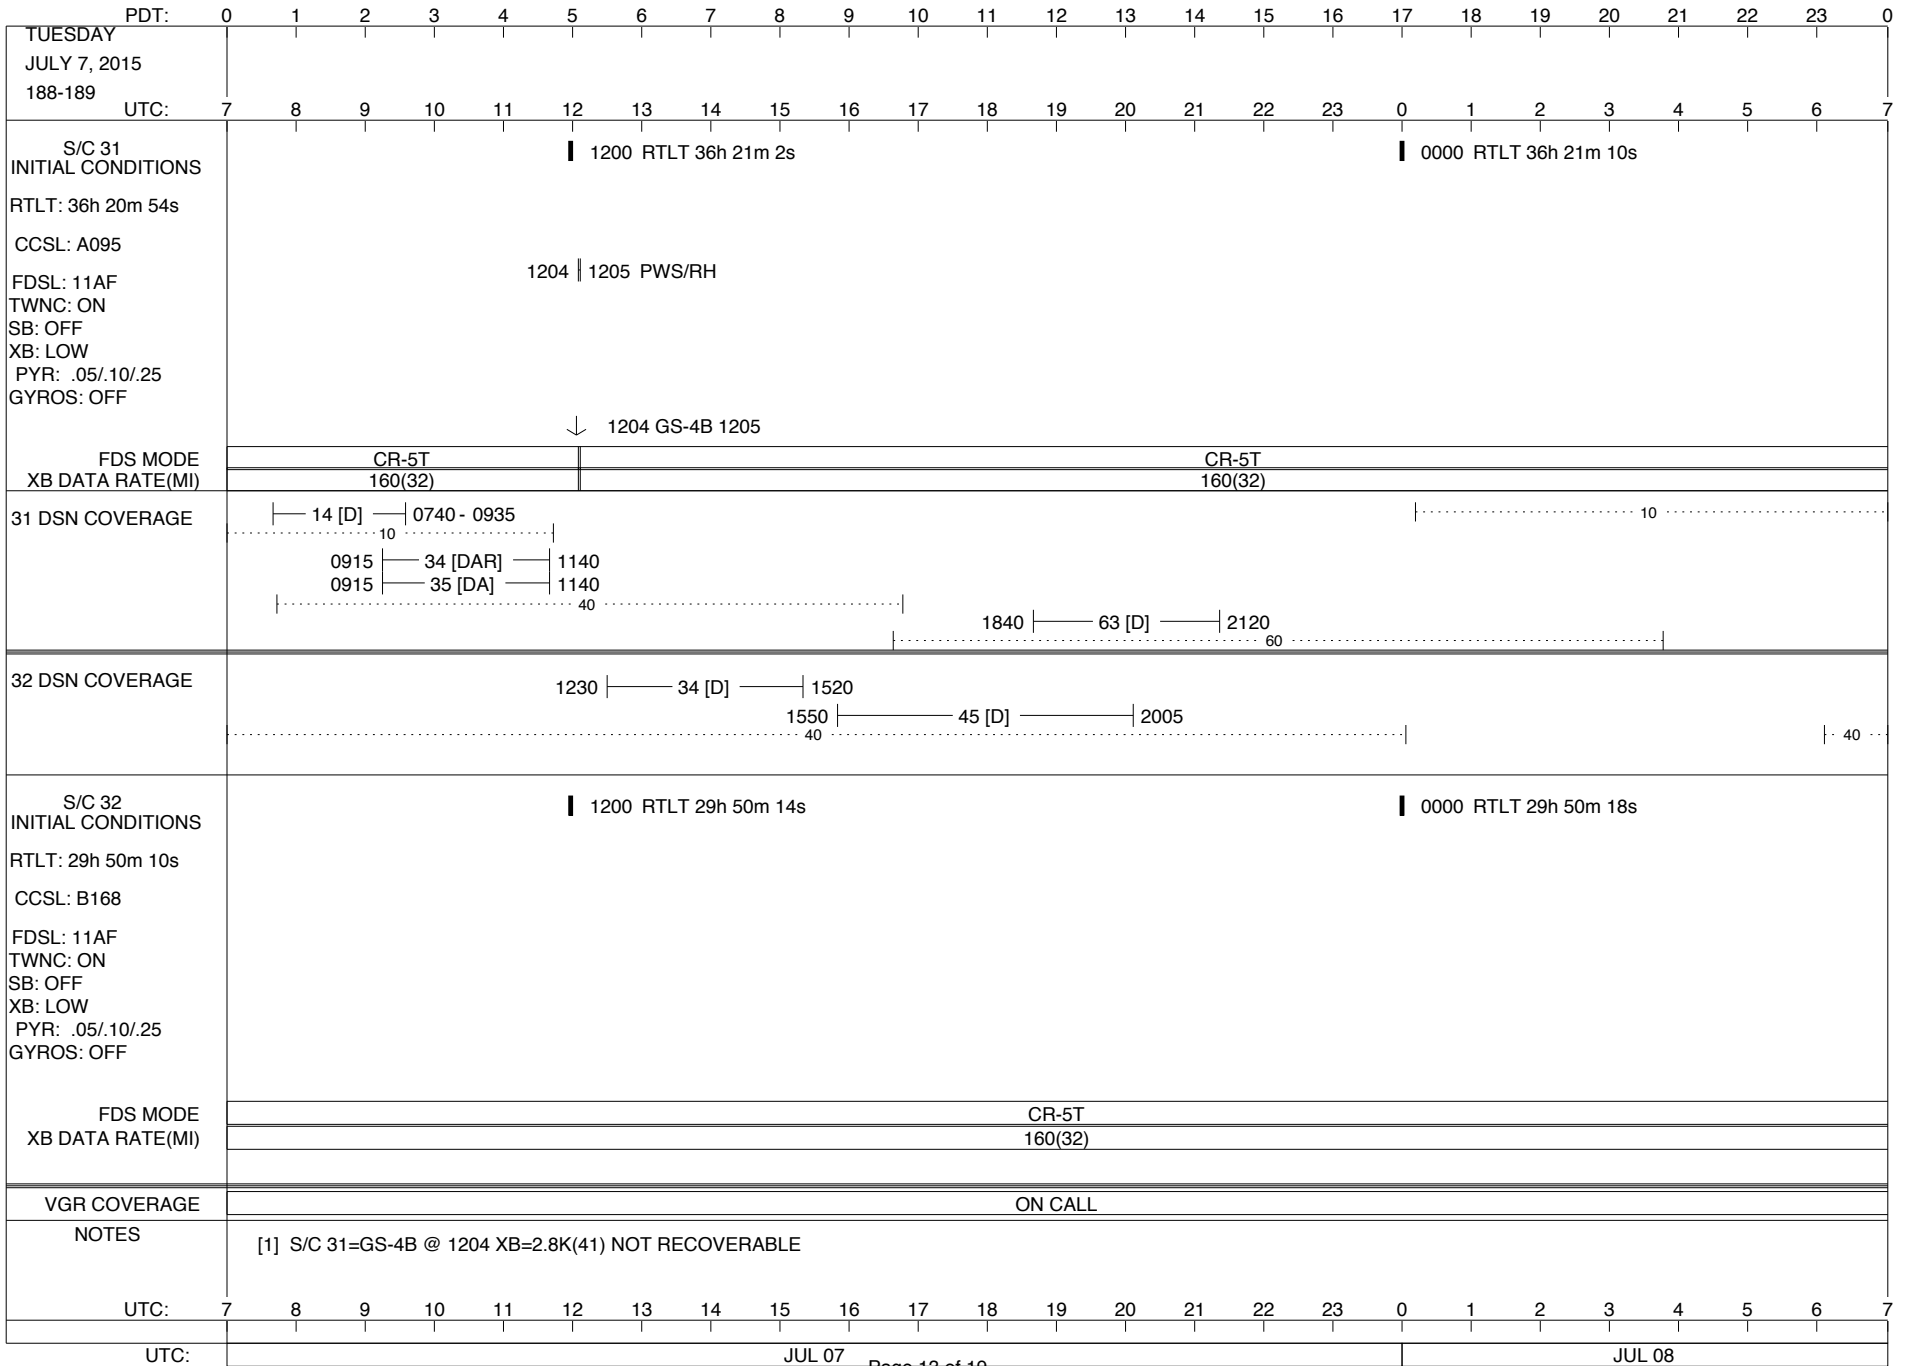 PDT: 0 1 2 3 4 5 6 7 8 9 10 11 12 13 14 15 16 17 18 19 20 21 22 23 0
TUESDAY
JULY 7, 2015
188-189
UTC: 7 8 9 10 11 12 13 14 15 16 17 18 19 20 21 22 23 0 1 2 3 4 5 6 7
S/C 31
INITIAL CONDITIONS
1200 RTLT 36h 21m 2s
0000 RTLT 36h 21m 10s
RTLT: 36h 20m 54s
CCSL: A095
1204 1205 PWS/RH
FDSL: 11AF
TWNC: ON
SB: OFF
XB: LOW
PYR: .05/.10/.25
GYROS: OFF
1204 GS-4B 1205
FDS MODE CR-5T CR-5T
XB DATA RATE(MI) 160(32) 160(32)
31 DSN COVERAGE
14 [D] 0740 - 0935
10
10
0915 34 [DAR] 1140
0915 35 [DA] 1140
40
1840 63 [D] 2120
60
32 DSN COVERAGE
1230 34 [D] 1520
1550 45 [D] 2005
40
40
S/C 32
INITIAL CONDITIONS
1200 RTLT 29h 50m 14s
0000 RTLT 29h 50m 18s
RTLT: 29h 50m 10s
CCSL: B168
FDSL: 11AF
TWNC: ON
SB: OFF
XB: LOW
PYR: .05/.10/.25
GYROS: OFF
FDS MODE CR-5T
XB DATA RATE(MI) 160(32)
VGR COVERAGE ON CALL
NOTES
[1] S/C 31=GS-4B @ 1204 XB=2.8K(41) NOT RECOVERABLE
UTC: 7 8 9 10 11 12 13 14 15 16 17 18 19 20 21 22 23 0 1 2 3 4 5 6 7
UTC: JUL 07 JUL 08